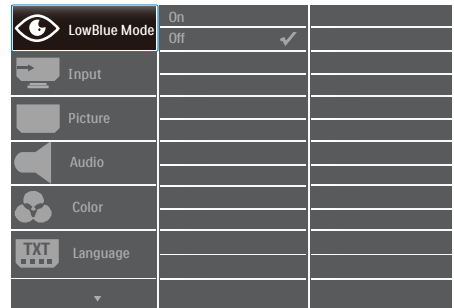 LowBlue Mode
On
Off
Input
Picture
Audio
Color
TXT
Language